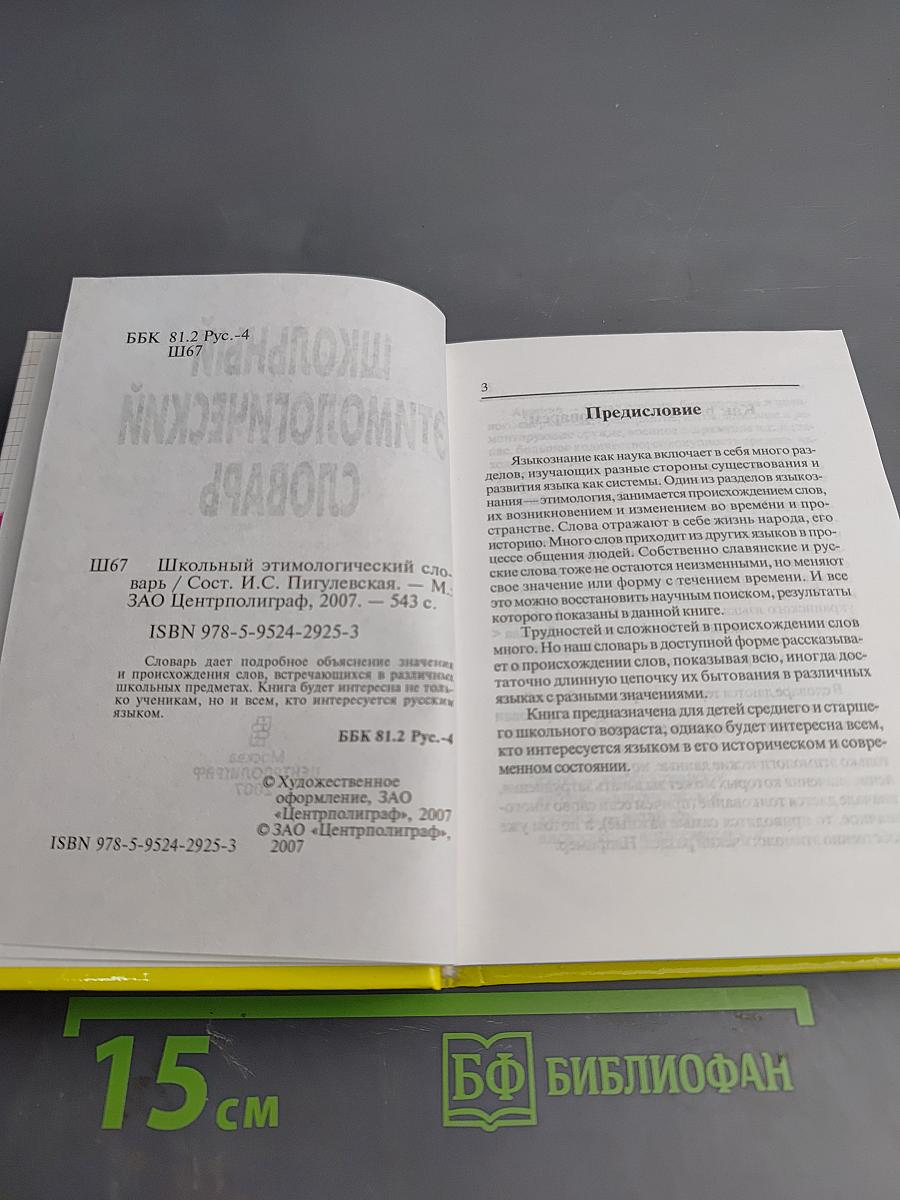 ББК 81.2 Рус.-4
Ш67
Ш67 Школьный этимологический сло-
варь / Сост. И.С. Пигулевская. — М.:
ЗАО Центрполиграф, 2007. — 543 с.
ISBN 978-5-9524-2925-3
Словарь дает подробное объяснение значения
и происхождения слов, встречающихся в различных
школьных предметах. Книга будет интересна не толь-
ко ученикам, но и всем, кто интересуется русским
языком.
ББК 81.2 Рус.-4
© Художественное
оформление, ЗАО
«Центрполиграф», 2007
© ЗАО «Центрполиграф»,
2007
ISBN 978-5-9524-2925-3
3
Предисловие
Языкознание как наука включает в себя много раз-
делов, изучающих разные стороны существования и
развития языка как системы. Один из разделов языкоз-
нания — этимология, занимается происхождением слов,
их возникновением и изменением во времени и про-
странстве. Слова отражают в себе жизнь народа, его
историю. Много слов приходит из других языков в про-
цессе общения людей. Собственно славянские и рус-
ские слова тоже не остаются неизменными, но меняют
свое значение или форму с течением времени. И все
это можно восстановить научным поиском, результаты
которого показаны в данной книге.
Трудностей и сложностей в происхождении слов
много. Но наш словарь в доступной форме рассказыва-
ет о происхождении слов, показывая всю, иногда дос-
таточно длинную цепочку их бытования в различных
языках с разными значениями.
Книга предназначена для детей среднего и старше-
го школьного возраста, однако будет интересна всем,
кто интересуется языком в его историческом и совре-
менном состоянии.
15 см
БФ БИБЛИОФАН